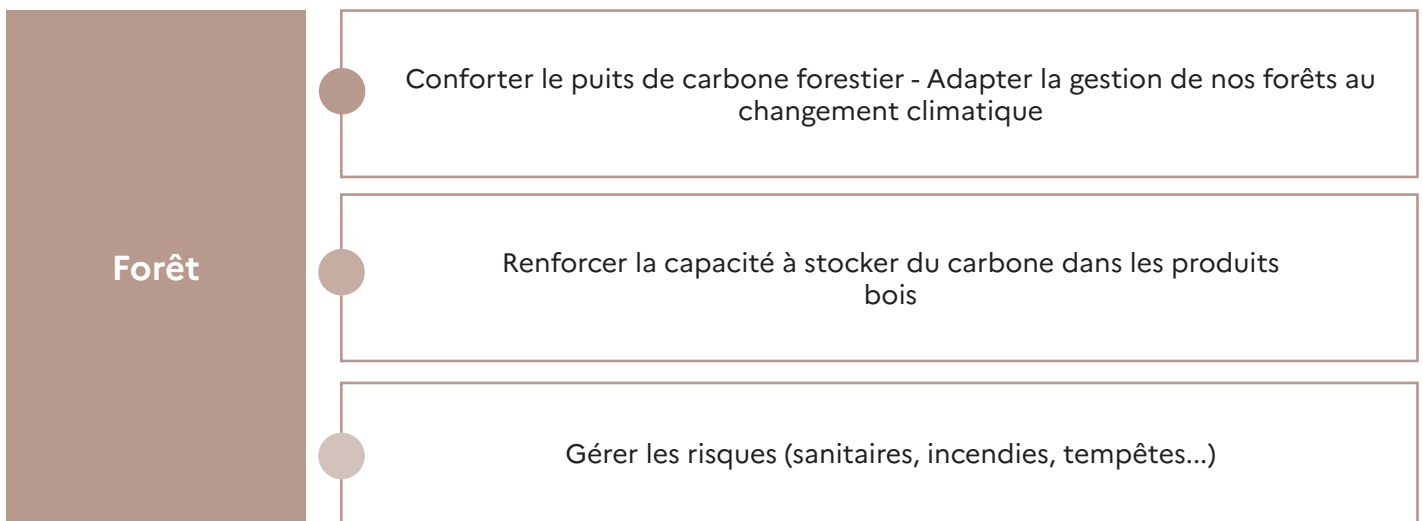 Forêt
Conforter le puits de carbone forestier - Adapter la gestion de nos forêts au
changement climatique
Renforcer la capacité à stocker du carbone dans les produits
bois
Gérer les risques (sanitaires, incendies, tempêtes...)